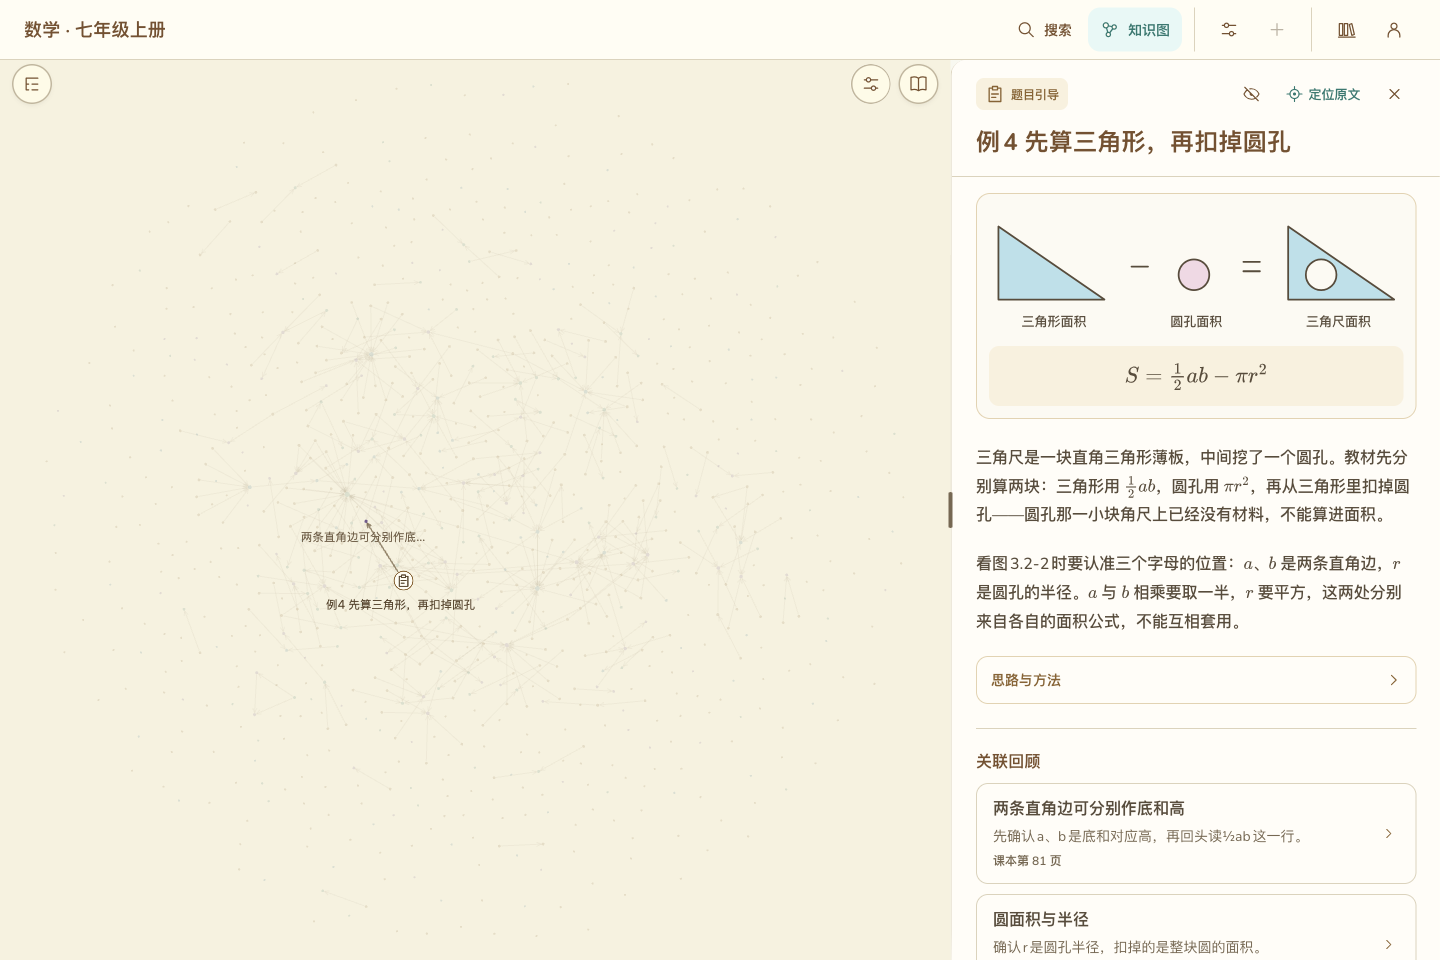 数学 · 七年级上册
搜索
知识图
两条直角边可分别作底...
例4 先算三角形，再扣掉圆孔
题目引导
定位原文
例 4 先算三角形，再扣掉圆孔
− =
三角形面积 圆孔面积 三角尺面积
S = 1/2 ab − πr²
三角尺是一块直角三角形薄板，中间挖了一个圆孔。教材先分
别算两块：三角形用 1/2 ab，圆孔用 πr²，再从三角形里扣掉圆
孔——圆孔那一小块角尺上已经没有材料，不能算进面积。
看图 3.2-2 时要认准三个字母的位置：a、b 是两条直角边，r
是圆孔的半径。a 与 b 相乘要取一半，r 要平方，这两处分别
来自各自的面积公式，不能互相套用。
思路与方法
关联回顾
两条直角边可分别作底和高
先确认 a、b 是底和对应高，再回头读½ab 这一行。
课本第 81 页
圆面积与半径
确认 r 是圆孔半径，扣掉的是整块圆的面积。